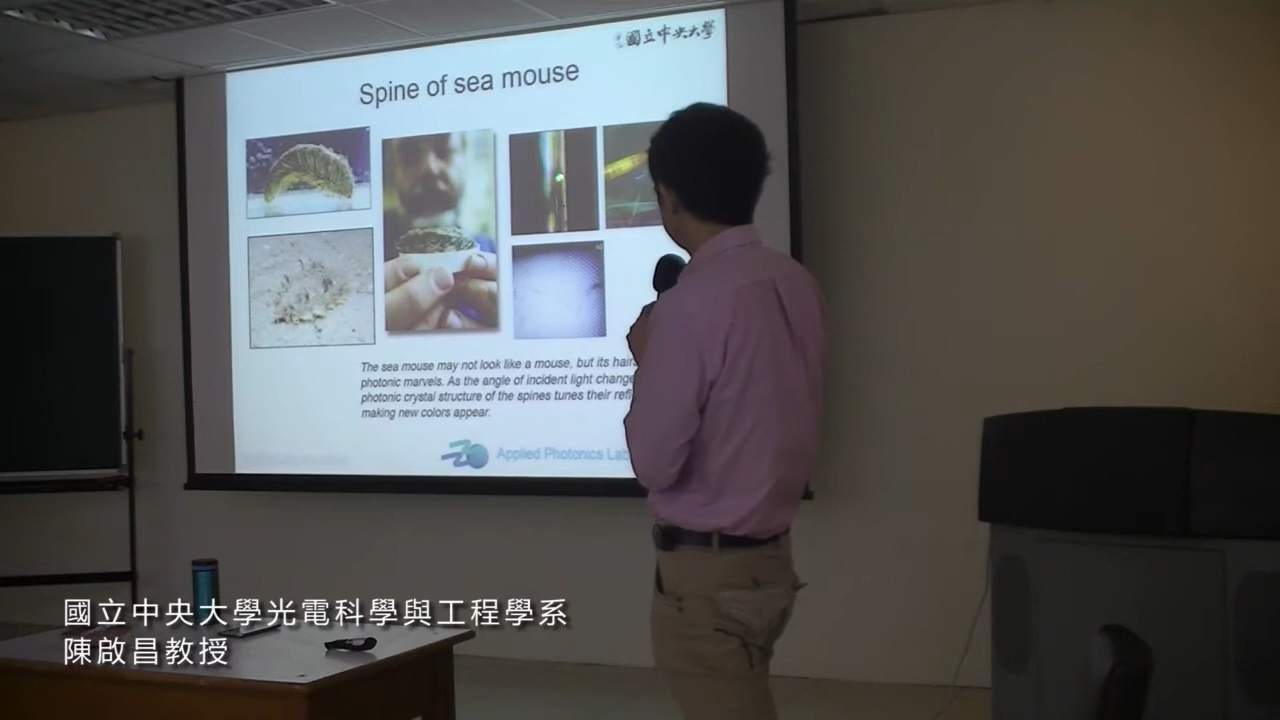 國立中央大學
Spine of sea mouse
The sea mouse may not look like a mouse, but its hairs
photonic marvels. As the angle of incident light change
photonic crystal structure of the spines tunes their refl
making new colors appear.
Applied Photonics Lab
國立中央大學光電科學與工程學系
陳啟昌教授